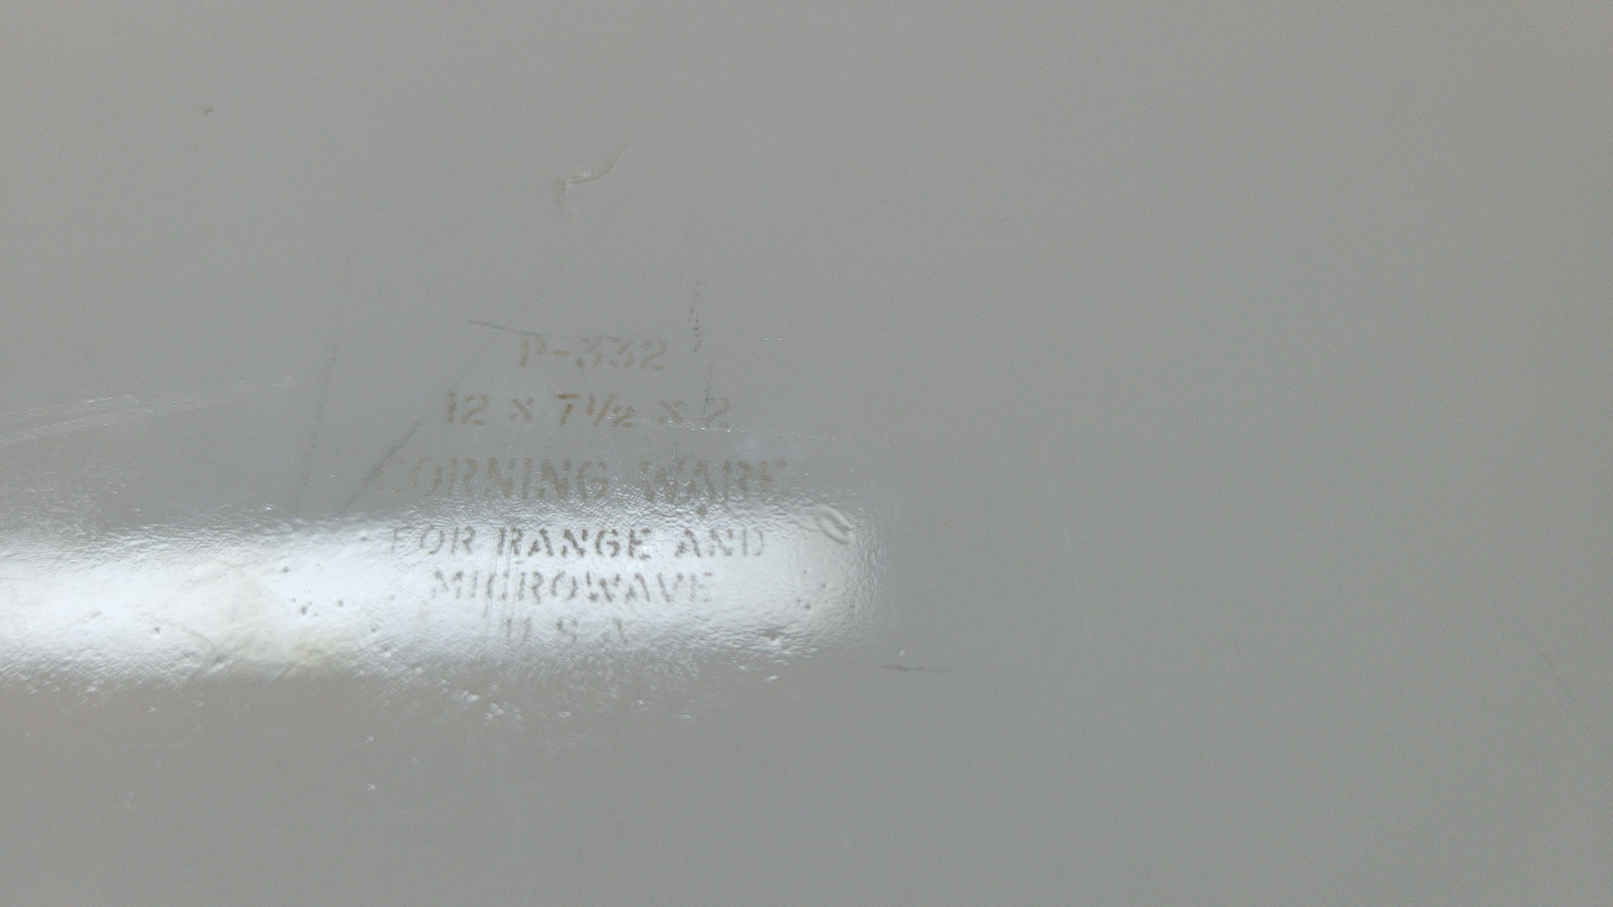 P-332
12 x 7½ x 2
CORNING WARE
FOR RANGE AND
MICROWAVE
U S A